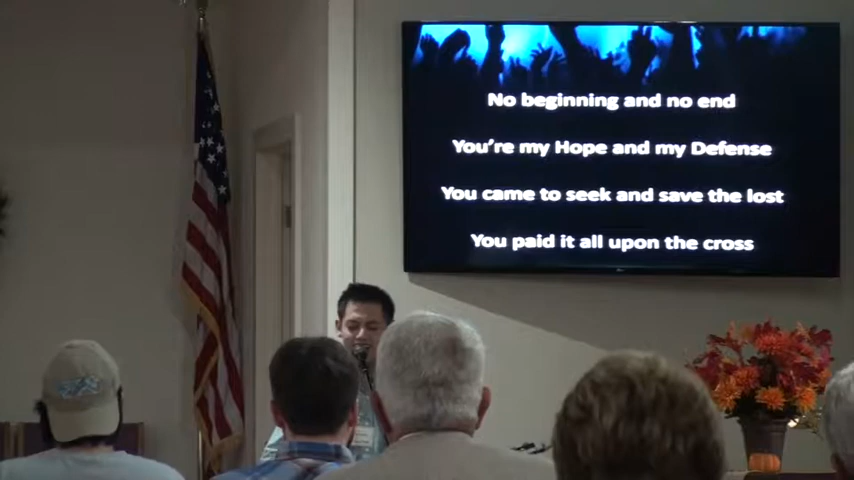 No beginning and no end
You're my Hope and my Defense
You came to seek and save the lost
You paid it all upon the cross